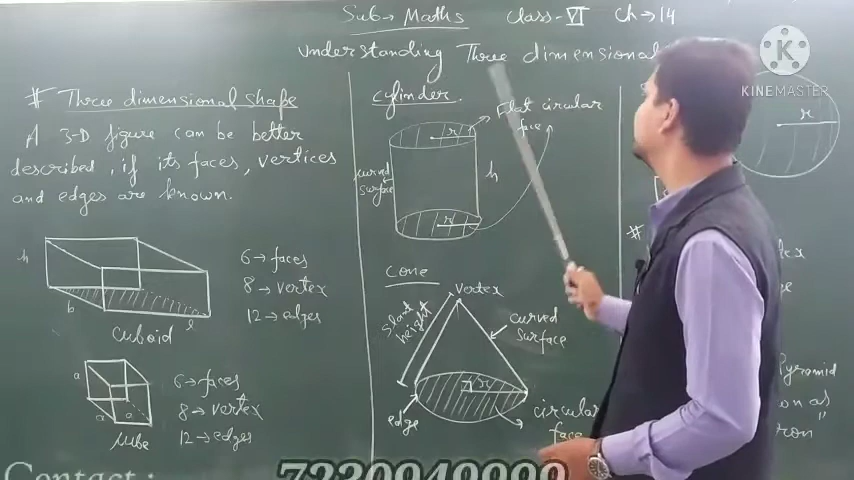 Sub → Maths Class - VI Ch → 14
Understanding Three dimensional
# Three dimensional shape
A 3-D figure can be better
described, if its faces, vertices
and edges are known.
h
b
l
6 → faces
8 → vertex
12 → edges
Cuboid
a
a
a
6 → faces
8 → vertex
12 → edges
Cube
Cylinder
r
Flat circular
face
curved
surface
h
r
Cone
vertex
slant
height
curved
surface
r
edge
circular
face
r
#
Pyramid
KINEMASTER
Contact :